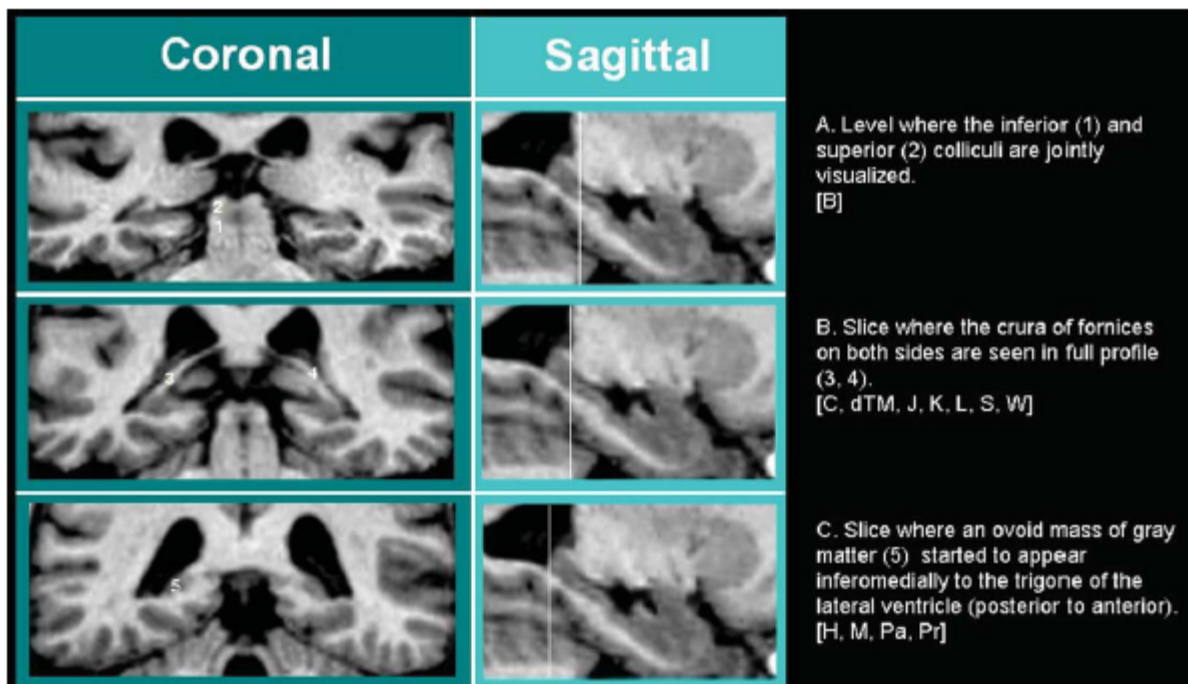 Coronal
Sagittal
2
1
A. Level where the inferior (1) and
superior (2) colliculi are jointly
visualized.
[B]
3
4
B. Slice where the crura of fornices
on both sides are seen in full profile
(3, 4).
[C, dTM, J, K, L, S, W]
5
C. Slice where an ovoid mass of gray
matter (5) started to appear
inferomedially to the trigone of the
lateral ventricle (posterior to anterior).
[H, M, Pa, Pr]